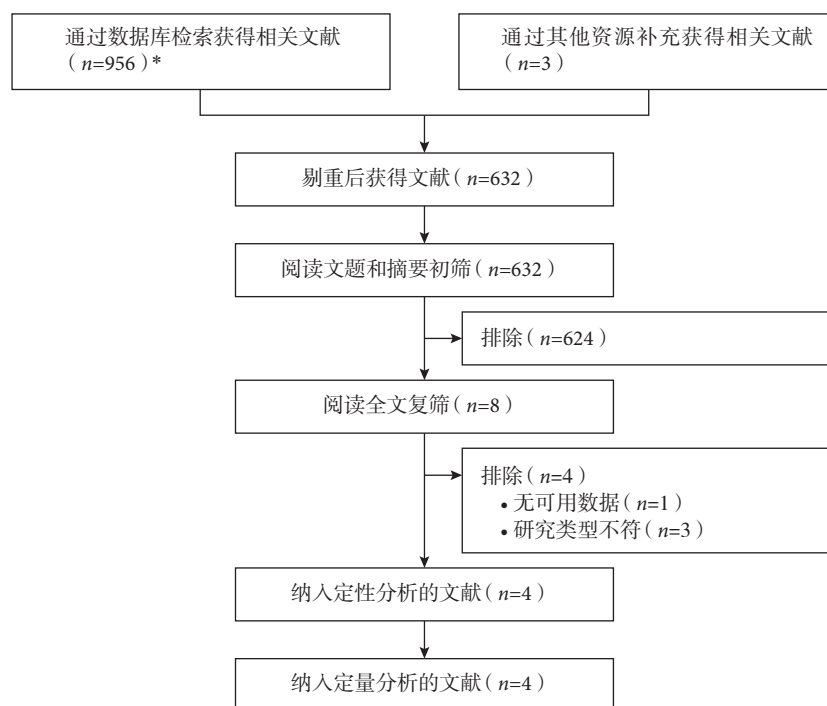 通过数据库检索获得相关文献
（n=956）*
通过其他资源补充获得相关文献
（n=3）
剔重后获得文献（n=632）
阅读文题和摘要初筛（n=632）
排除（n=624）
阅读全文复筛（n=8）
排除（n=4）
• 无可用数据（n=1）
• 研究类型不符（n=3）
纳入定性分析的文献（n=4）
纳入定量分析的文献（n=4）